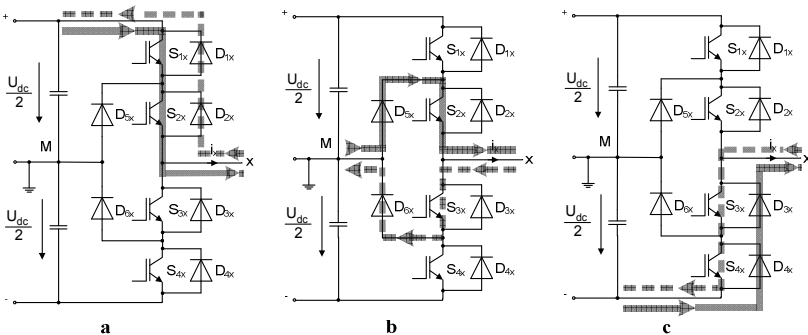 +
S1x
D1x
Udc
2
S2x
D2x
D5x
M
ix
x
Udc
2
D6x
S3x
D3x
S4x
D4x
-
a
+
S1x
D1x
Udc
2
D5x
S2x
D2x
M
ix
x
Udc
2
D6x
S3x
D3x
S4x
D4x
-
b
+
S1x
D1x
Udc
2
D5x
S2x
D2x
M
ix
x
Udc
2
D6x
S3x
D3x
S4x
D4x
-
c